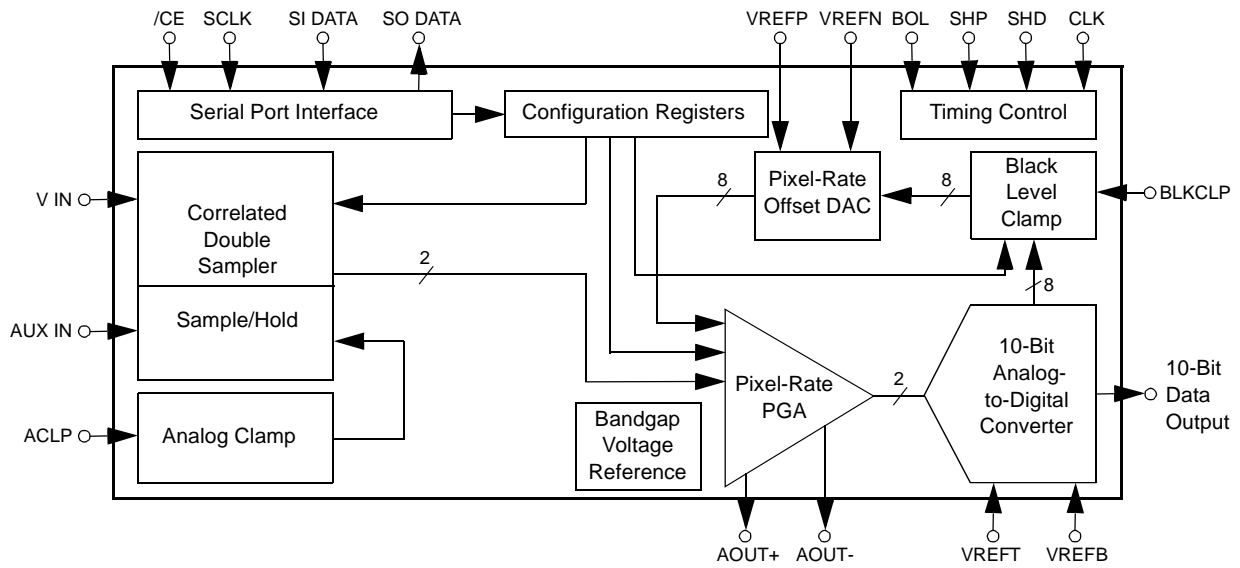 /CE SCLK SI DATA SO DATA VREFP VREFN BOL SHP SHD CLK
Serial Port Interface
Configuration Registers
Timing Control
V IN
Correlated
Double
Sampler
2
8
Pixel-Rate
Offset DAC
8
Black
Level
Clamp
BLKCLP
8
AUX IN
Sample/Hold
Pixel-Rate
PGA
2
10-Bit
Analog-
to-Digital
Converter
10-Bit
Data
Output
ACLP
Analog Clamp
Bandgap
Voltage
Reference
AOUT+ AOUT- VREFT VREFB